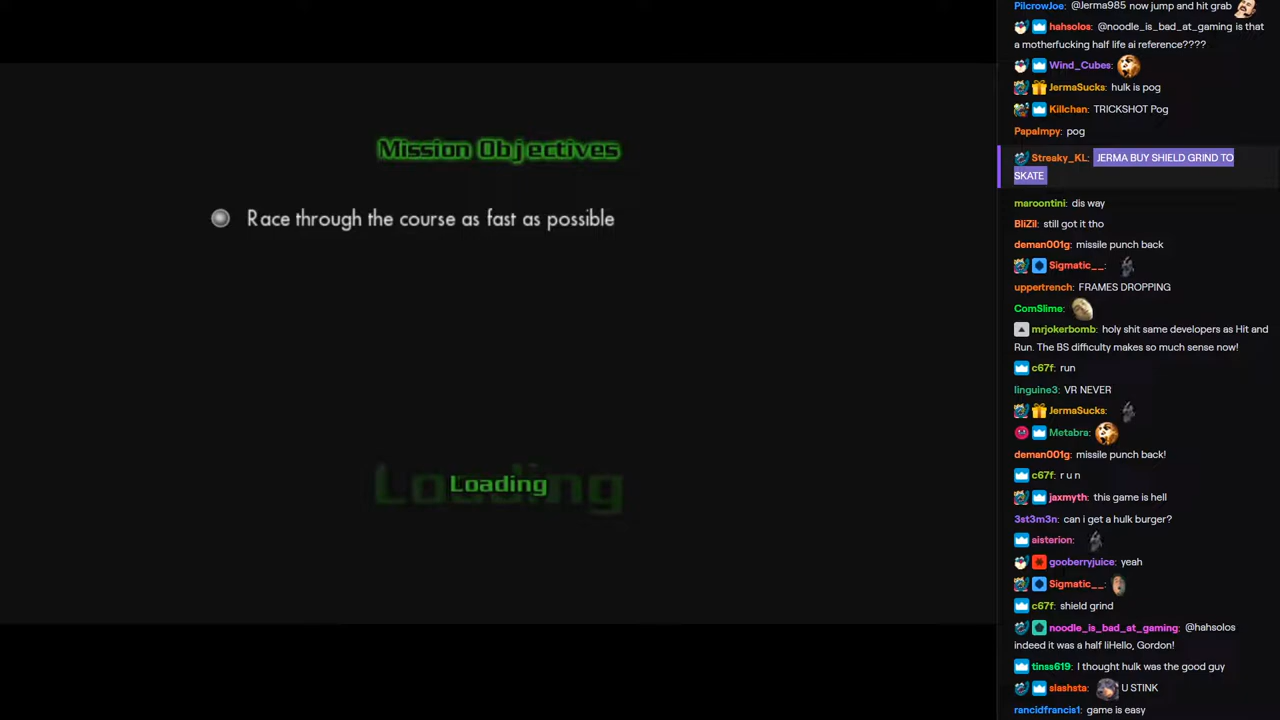 Mission Objectives
Race through the course as fast as possible
Loading
Loading
PilcrowJoe: @Jerma985 now jump and hit grab
hahsolos: @noodle_is_bad_at_gaming is that
a motherfucking half life ai reference????
Wind_Cubes:
JermaSucks: hulk is pog
Killchan: TRICKSHOT Pog
PapaImpy: pog
Streaky_KL: JERMA BUY SHIELD GRIND TO
SKATE
maroontini: dis way
BliZil: still got it tho
deman001g: missile punch back
Sigmatic__:
uppertrench: FRAMES DROPPING
ComSlime:
mrjokerbomb: holy shit same developers as Hit and
Run. The BS difficulty makes so much sense now!
c67f: run
linguine3: VR NEVER
JermaSucks:
Metabra:
deman001g: missile punch back!
c67f: r u n
jaxmyth: this game is hell
3st3m3n: can i get a hulk burger?
aisterion:
gooberryjuice: yeah
Sigmatic__:
c67f: shield grind
noodle_is_bad_at_gaming: @hahsolos
indeed it was a half liHello, Gordon!
tinss619: I thought hulk was the good guy
slashsta: U STINK
rancidfrancis1: game is easy